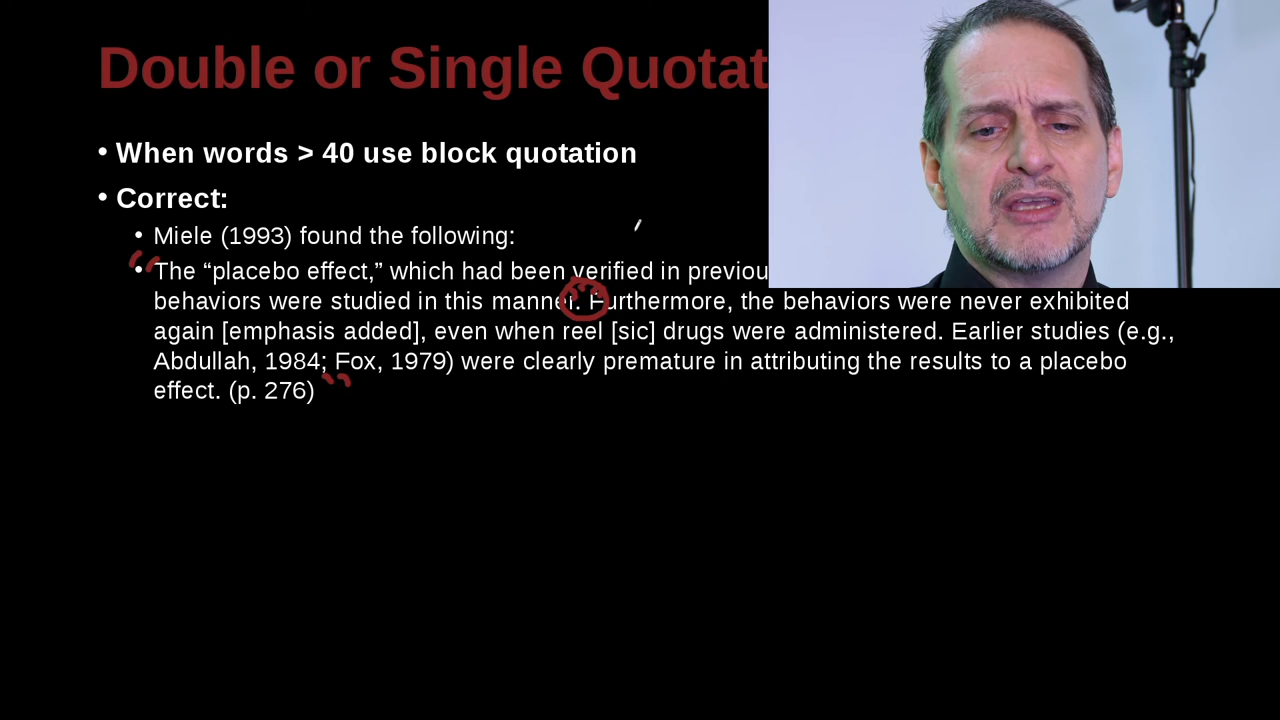 Double or Single Quotat
• When words > 40 use block quotation
• Correct:
• Miele (1993) found the following:
• The “placebo effect,” which had been verified in previou
behaviors were studied in this manner. Furthermore, the behaviors were never exhibited
again [emphasis added], even when reel [sic] drugs were administered. Earlier studies (e.g.,
Abdullah, 1984; Fox, 1979) were clearly premature in attributing the results to a placebo
effect. (p. 276)